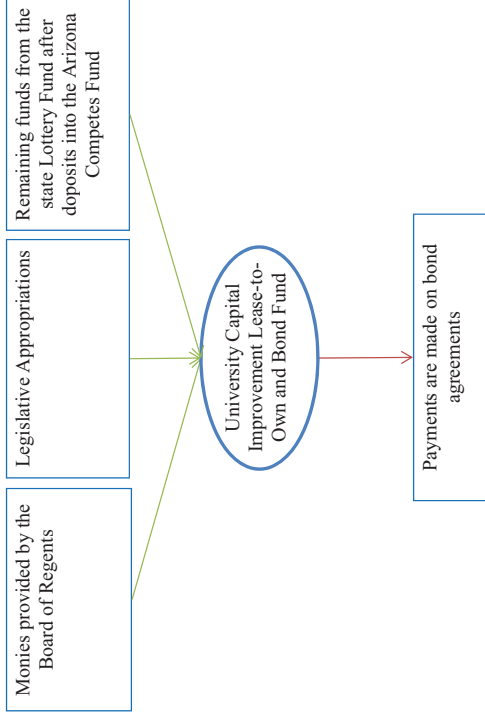 Monies provided by the
Board of Regents
Legislative Appropriations
Remaining funds from the
state Lottery Fund after
doposits into the Arizona
Competes Fund
University Capital
Improvement Lease-to-
Own and Bond Fund
Payments are made on bond
agreements